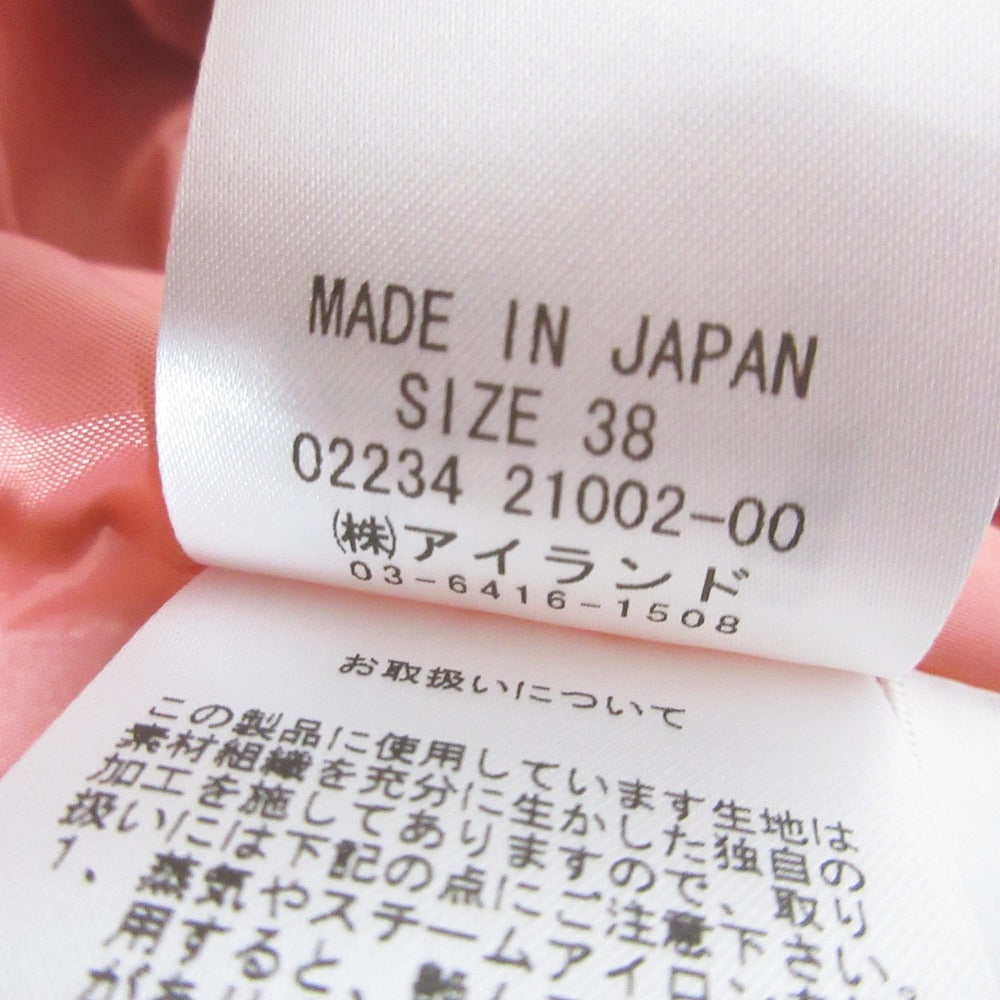 MADE IN JAPAN
SIZE 38
02234 21002-00
(株)アイランド
03-6416-1508
お取扱いについて
この製品に使用しています生地は
素材組織を充分に生かした独自の
加工を施してありますので、取り
扱いには下記の点にご注意下さい。
1、蒸気やスチームアイロン
用すると、
があり